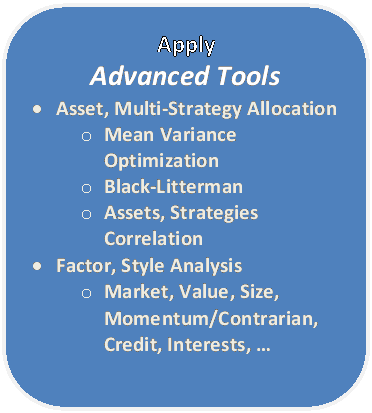 Apply
Advanced Tools
• Asset, Multi-Strategy Allocation
o Mean Variance
Optimization
o Black-Litterman
o Assets, Strategies
Correlation
• Factor, Style Analysis
o Market, Value, Size,
Momentum/Contrarian,
Credit, Interests, ...